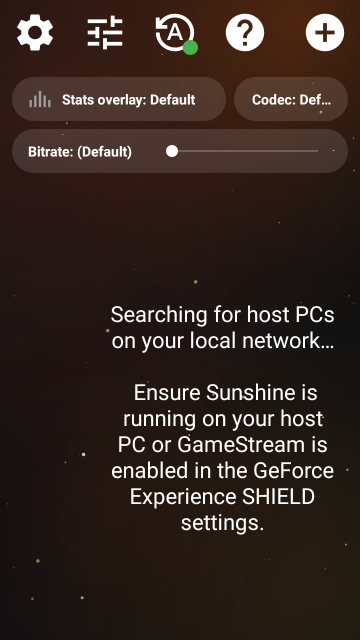 A
?
Stats overlay: Default
Codec: Def...
Bitrate: (Default)
Searching for host PCs
on your local network...
Ensure Sunshine is
running on your host
PC or GameStream is
enabled in the GeForce
Experience SHIELD
settings.